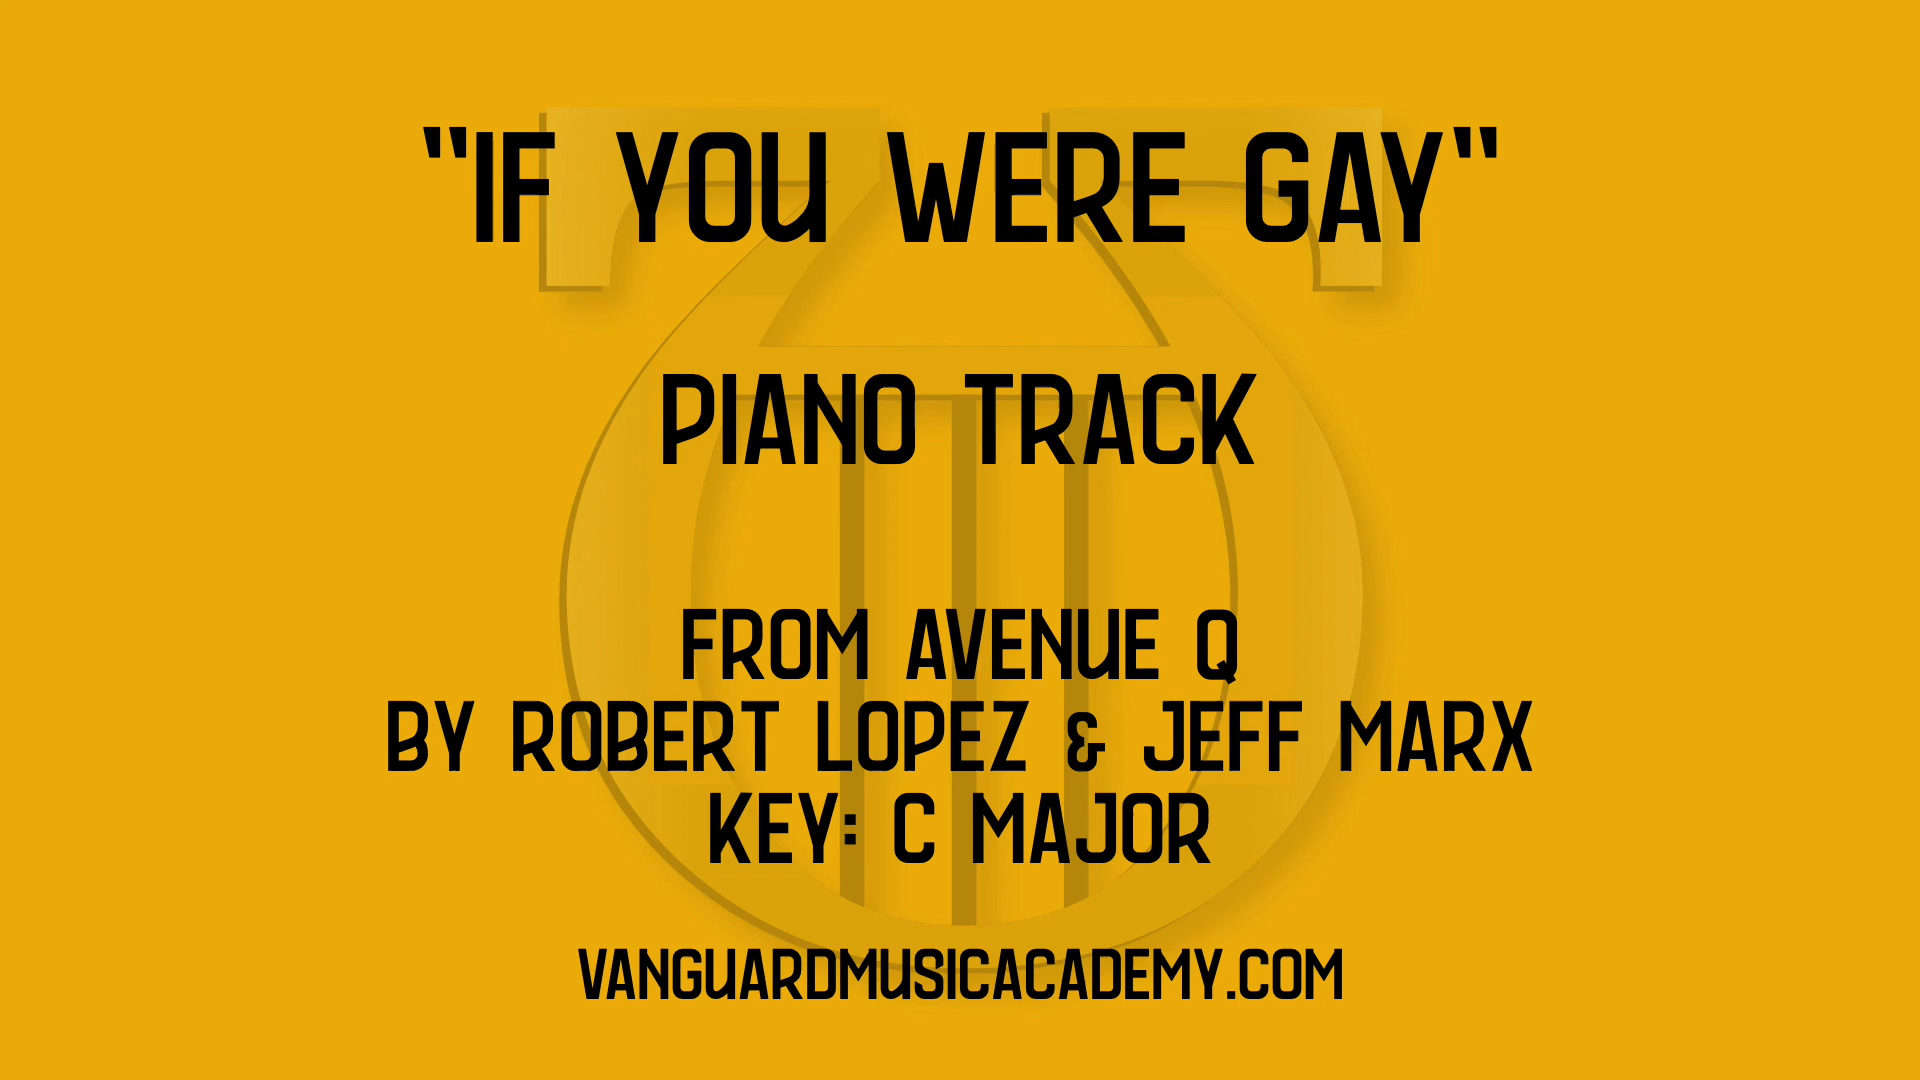 "IF YOU WERE GAY"
PIANO TRACK
FROM AVENUE Q
BY ROBERT LOPEZ & JEFF MARX
KEY: C MAJOR
VANGUARDMUSICACADEMY.COM